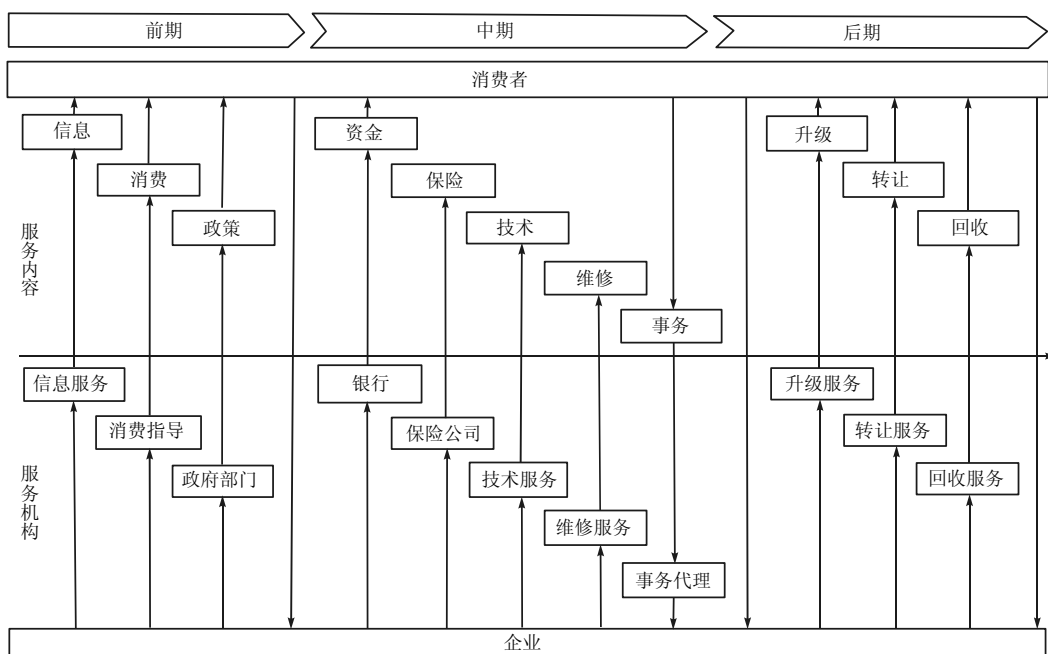 前期
中期
后期
消费者
信息
资金
升级
消费
保险
转让
政策
技术
回收
服务内容
维修
事务
信息服务
银行
升级服务
消费指导
保险公司
转让服务
政府部门
技术服务
回收服务
服务机构
维修服务
事务代理
企业